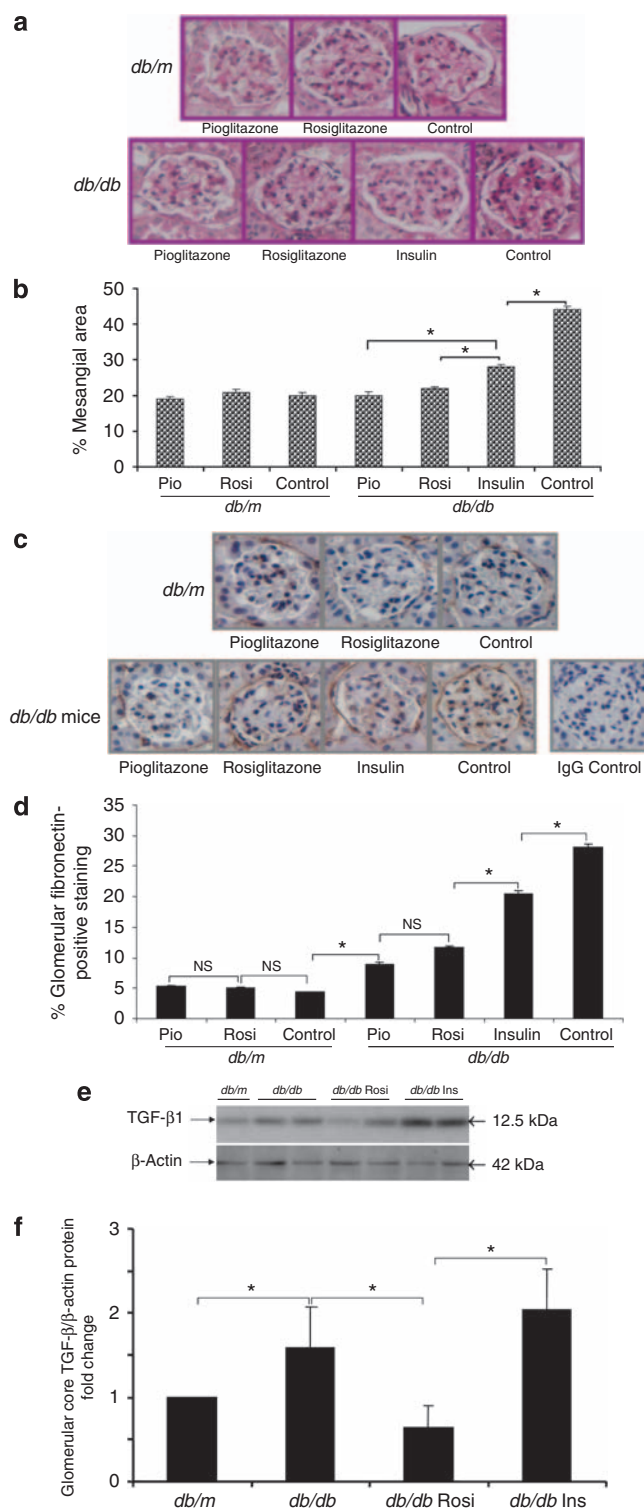 a
db/m
Pioglitazone Rosiglitazone Control
db/db
Pioglitazone Rosiglitazone Insulin Control
b
% Mesangial area
50
40
30
20
10
0
* * *
Pio Rosi Control Pio Rosi Insulin Control
db/m db/db
c
db/m
Pioglitazone Rosiglitazone Control
db/db mice
Pioglitazone Rosiglitazone Insulin Control IgG Control
d
% Glomerular fibronectin-
positive staining
35
30
25
20
15
10
5
0
NS NS * NS * *
Pio Rosi Control Pio Rosi Insulin Control
db/m db/db
e
db/m db/db db/db Rosi db/db Ins
TGF-β1 12.5 kDa
β-Actin 42 kDa
f
Glomerular core TGF-β/β-actin protein
fold change
3
2
1
0
* * *
db/m db/db db/db Rosi db/db Ins